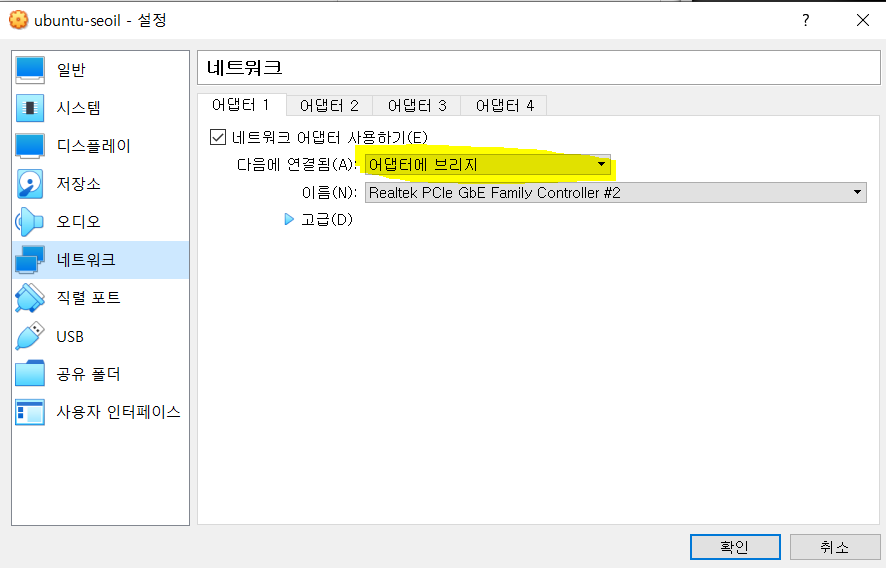 ubuntu-seoil - 설정
?
일반
시스템
디스플레이
저장소
오디오
네트워크
직렬 포트
USB
공유 폴더
사용자 인터페이스
네트워크
어댑터 1 어댑터 2 어댑터 3 어댑터 4
네트워크 어댑터 사용하기(E)
다음에 연결됨(A): 어댑터에 브리지
이름(N): Realtek PCIe GbE Family Controller #2
고급(D)
확인 취소